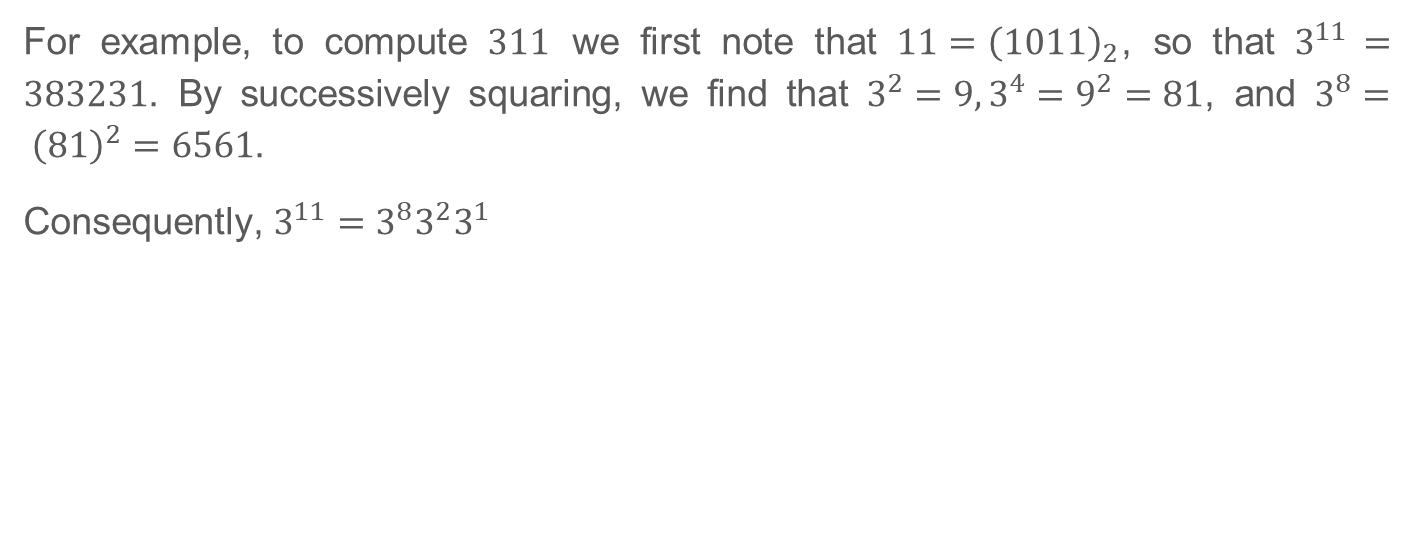 For example, to compute 311 we first note that 11 = (1011)₂, so that 3¹¹ =
383231. By successively squaring, we find that 3² = 9, 3⁴ = 9² = 81, and 3⁸ =
(81)² = 6561.
Consequently, 3¹¹ = 3⁸3²3¹